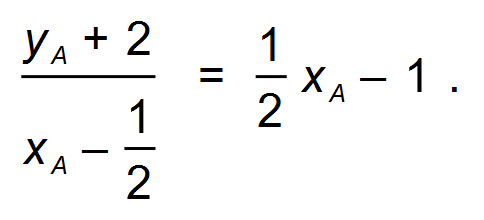 (y_A + 2) / (x_A – 1/2) = 1/2 x_A – 1 .